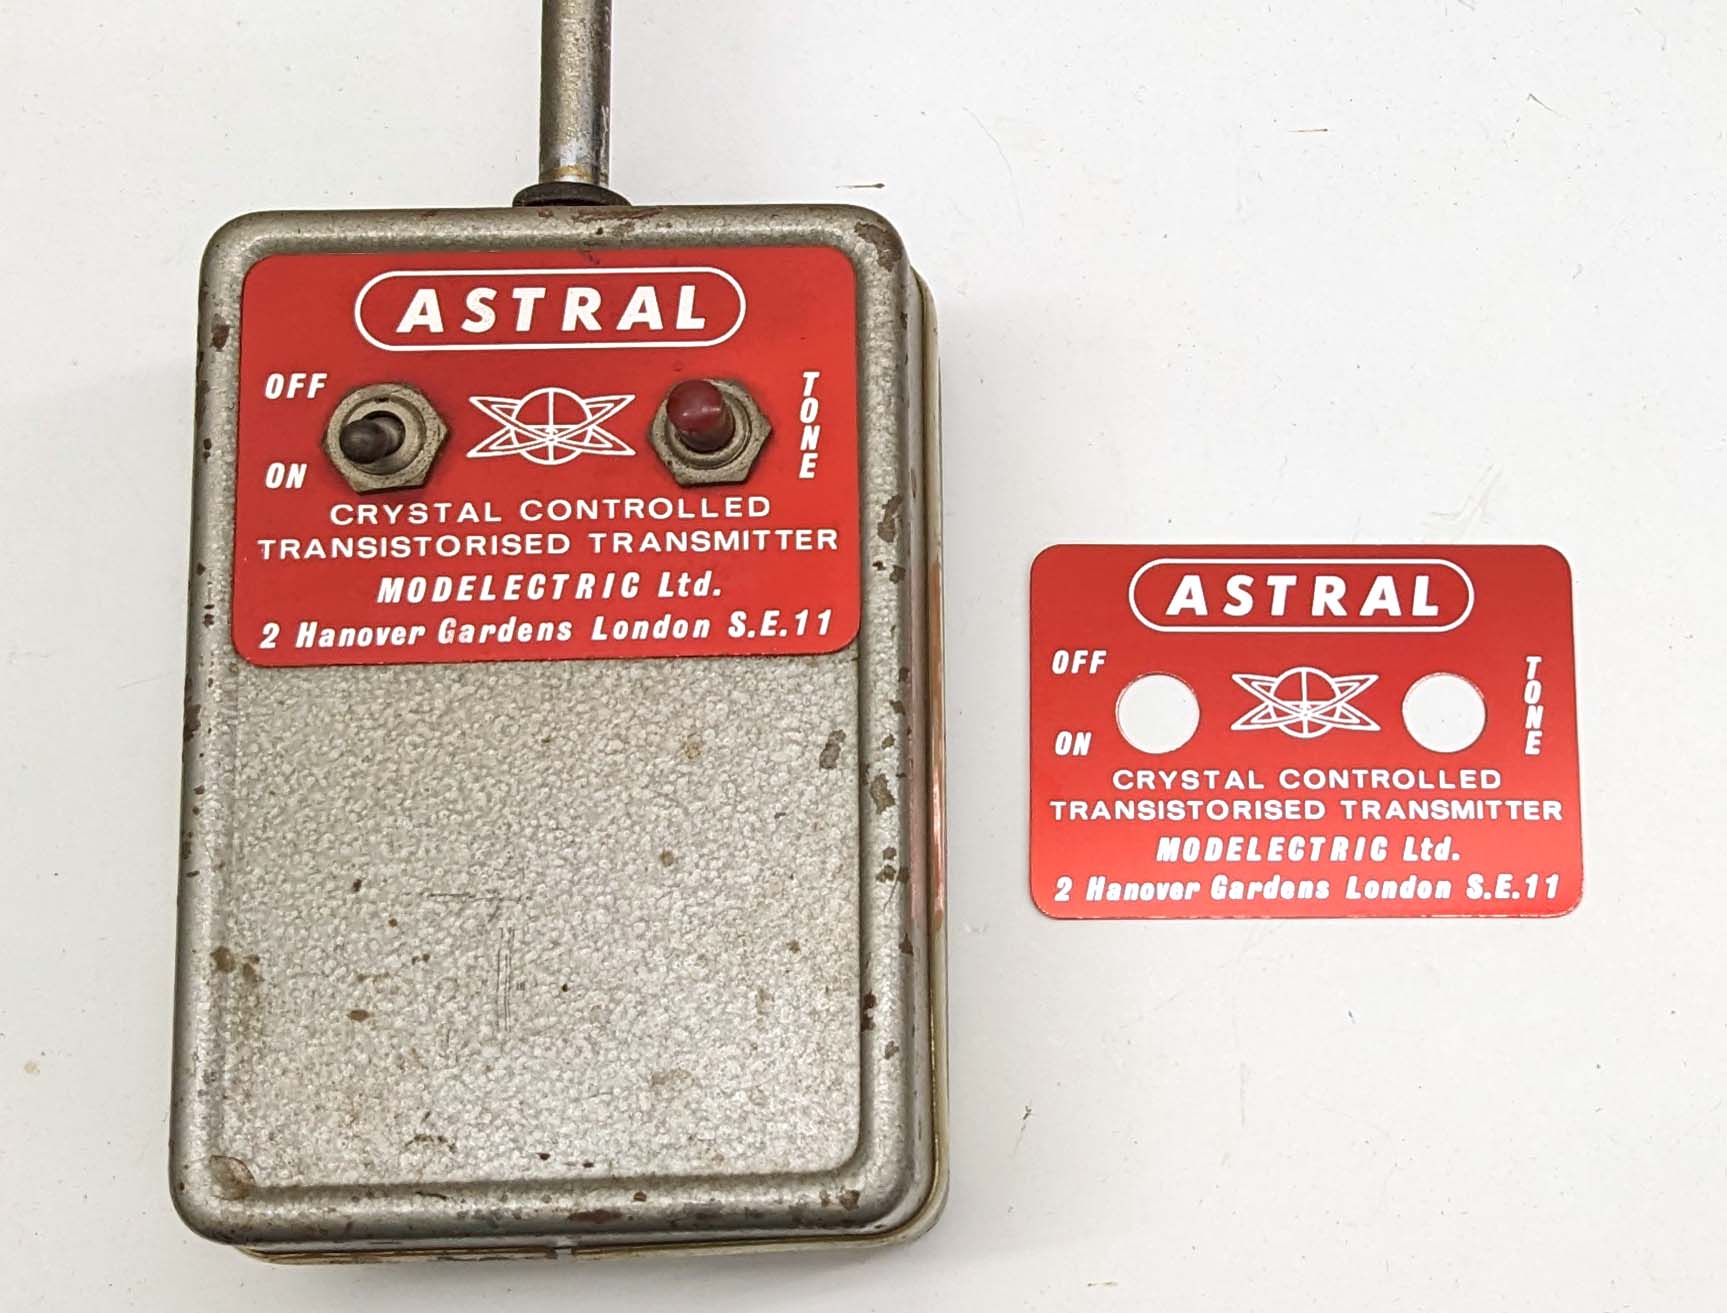 ASTRAL
OFF
TONE
ON
CRYSTAL CONTROLLED
TRANSISTORISED TRANSMITTER
MODELECTRIC Ltd.
2 Hanover Gardens London S.E.11
ASTRAL
OFF
TONE
ON
CRYSTAL CONTROLLED
TRANSISTORISED TRANSMITTER
MODELECTRIC Ltd.
2 Hanover Gardens London S.E.11